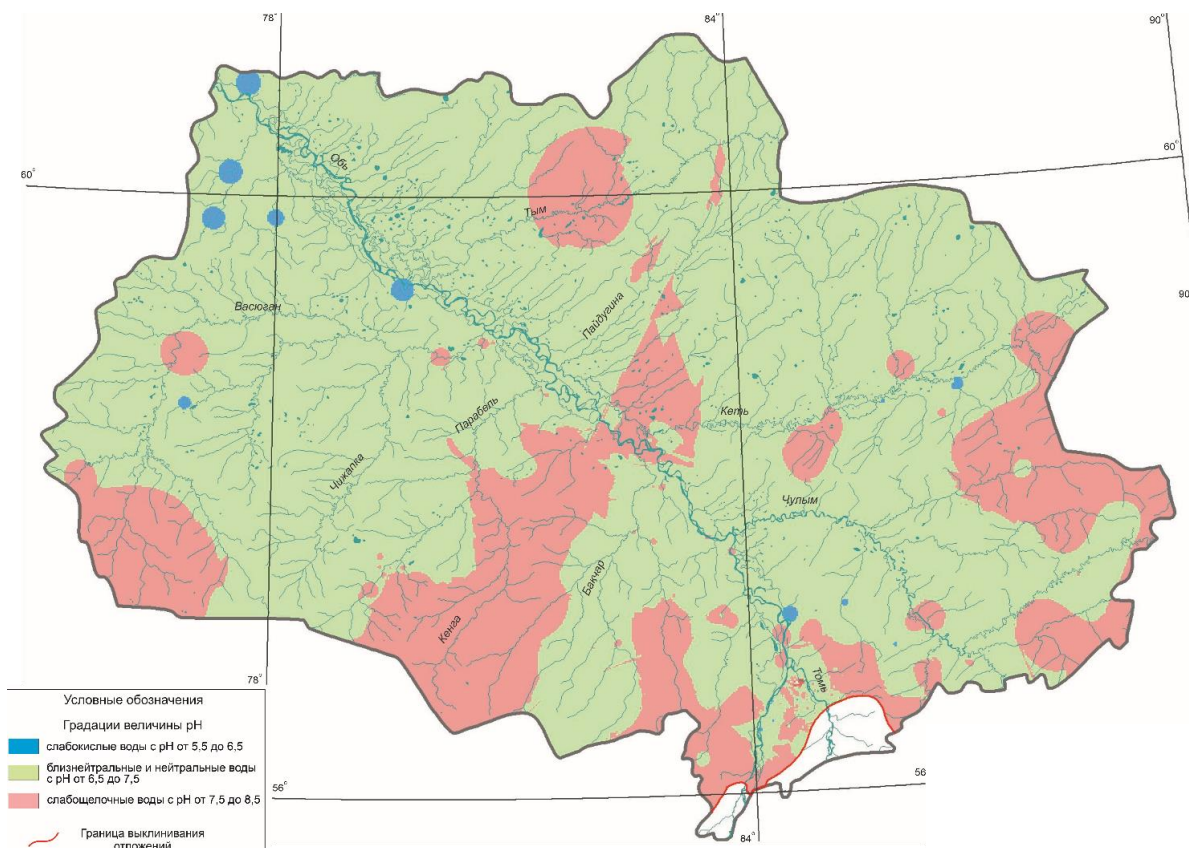 78°
84°
90°
60°
60°
Обь
Тым
90
Васюган
Пайдугина
Парабель
Кеть
Чижапка
Чулым
Бакчар
Кенга
Томь
78°
56°
56
84°
Условные обозначения
Градации величины pH
слабокислые воды с pH от 5,5 до 6,5
близнейтральные и нейтральные воды
с pH от 6,5 до 7,5
слабощелочные воды с pH от 7,5 до 8,5
Граница выклинивания
отложений